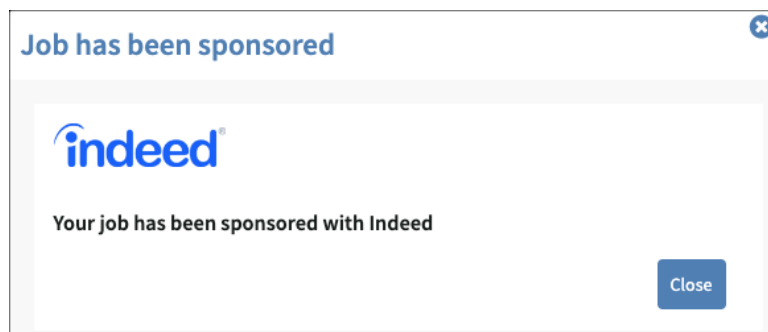 Job has been sponsored
indeed®
Your job has been sponsored with Indeed
Close